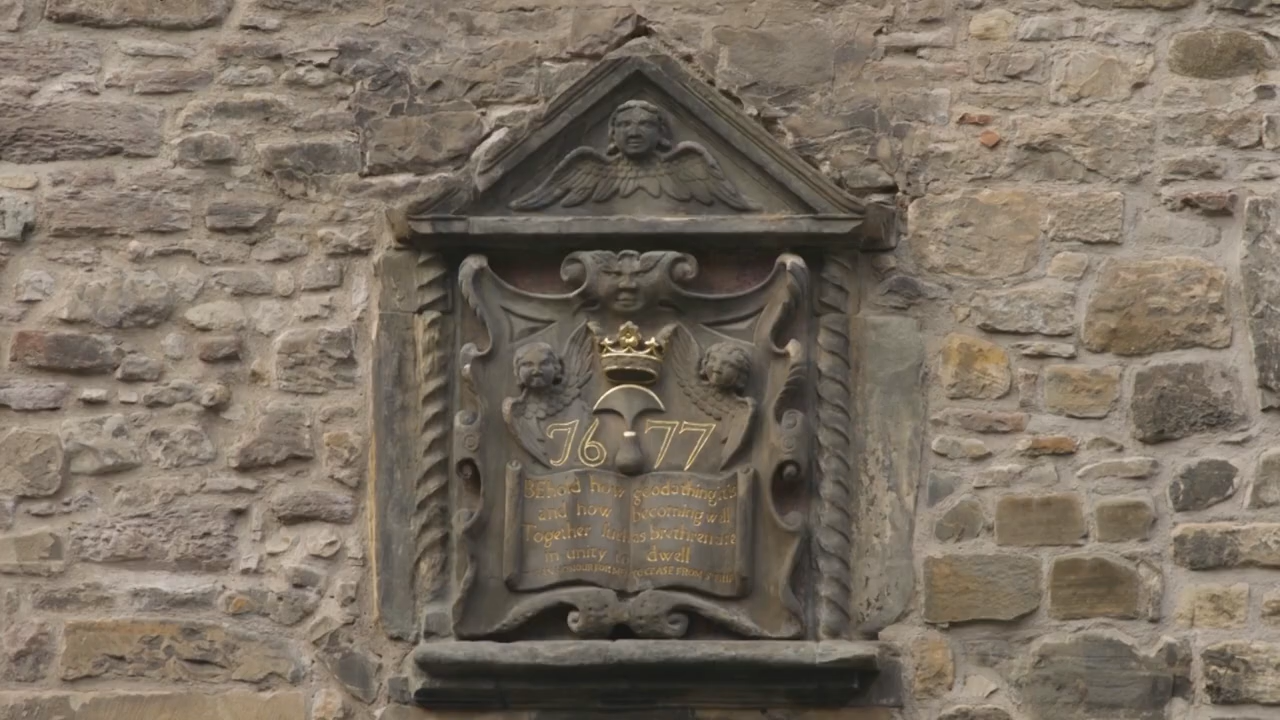 1677
BEhold how good a thing it is
and how becoming well
Together such as brethren are
in unity to dwell